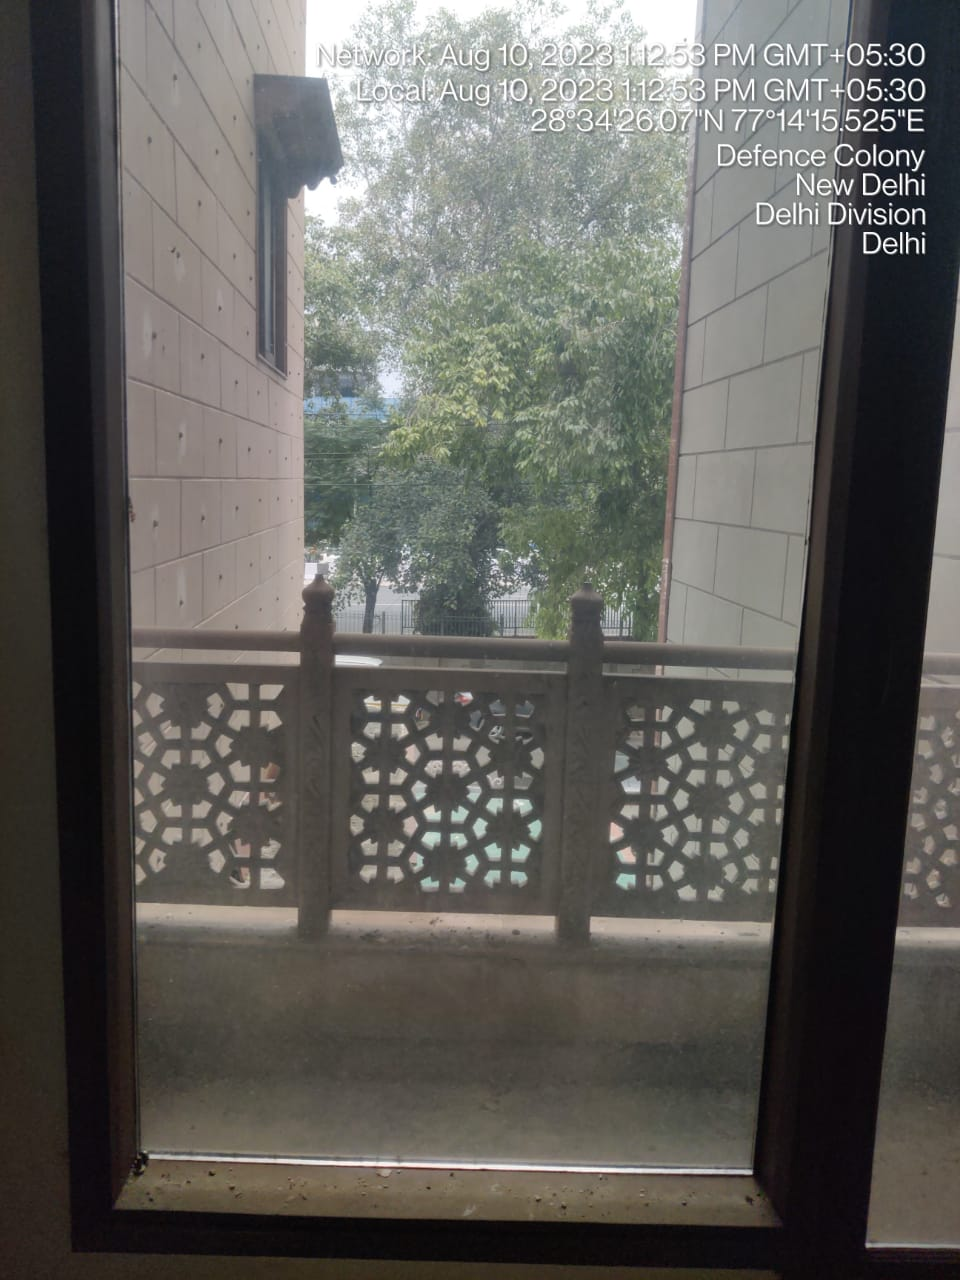 Network: Aug 10, 2023 1:12:53 PM GMT+05:30
Local: Aug 10, 2023 1:12:53 PM GMT+05:30
28°34'26.07"N 77°14'15.525"E
Defence Colony
New Delhi
Delhi Division
Delhi